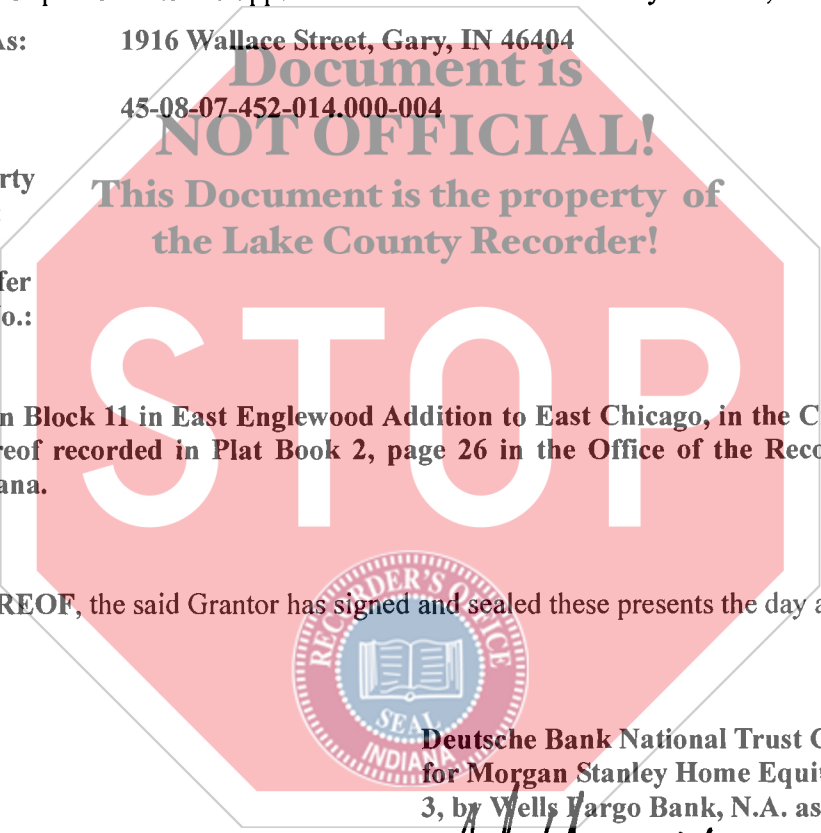 As: 1916 Wallace Street, Gary, IN 46404
Document is
45-08-07-452-014.000-004
NOT OFFICIAL!
rty
This Document is the property of
the Lake County Recorder!
fer
No.:
STOP
n Block 11 in East Englewood Addition to East Chicago, in the C
reof recorded in Plat Book 2, page 26 in the Office of the Reco
ana.
REOF, the said Grantor has signed and sealed these presents the day a
RECORDER'S OFFICE
SEAL
INDIANA
Deutsche Bank National Trust C
for Morgan Stanley Home Equi
3, by Wells Fargo Bank, N.A. as